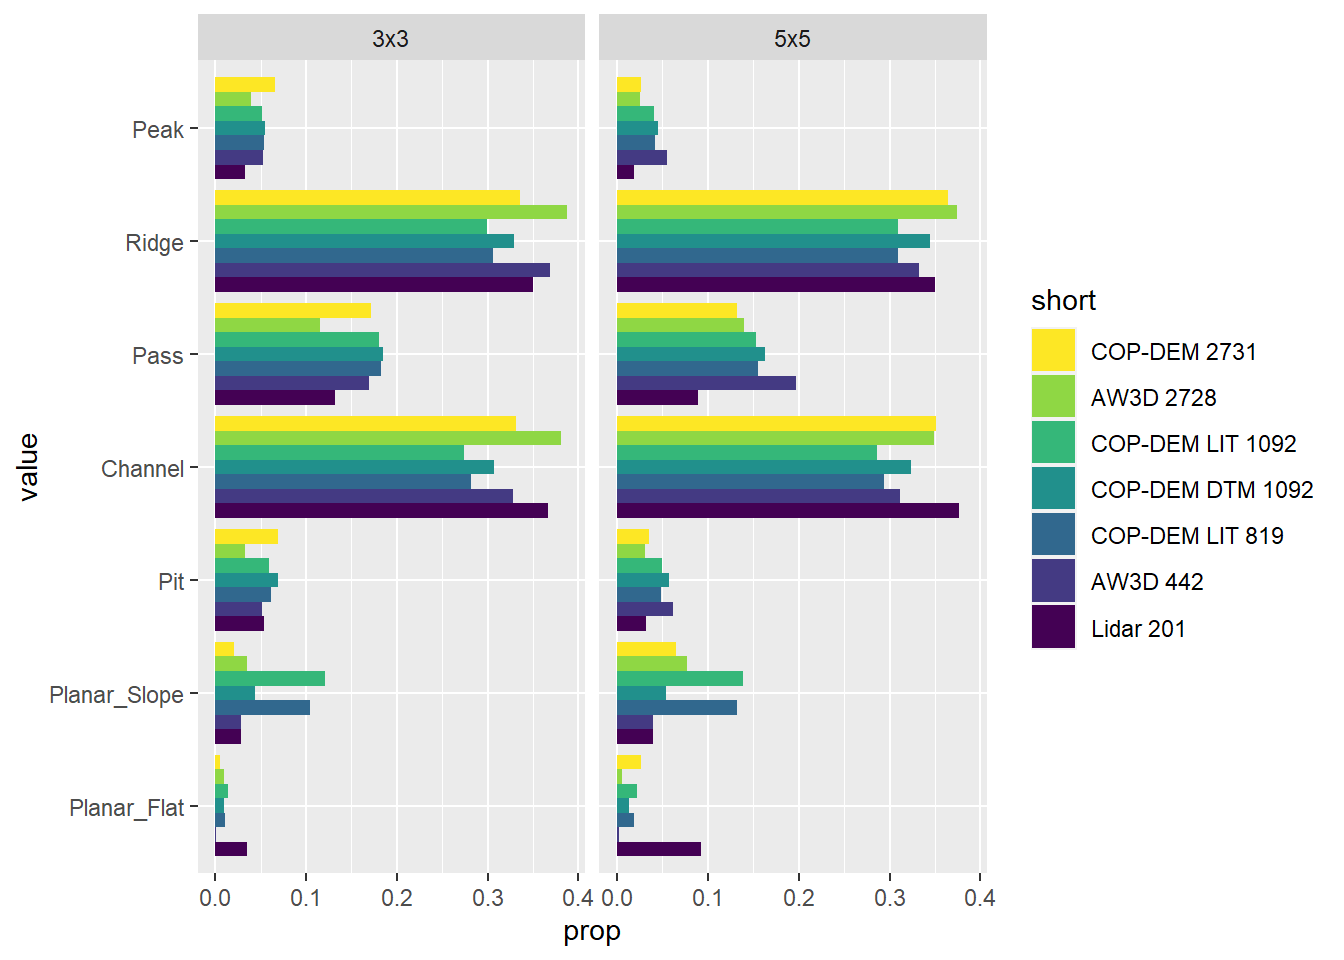 3x3
5x5
Peak
Ridge
Pass
Channel
Pit
Planar_Slope
Planar_Flat
value
0.0 0.1 0.2 0.3 0.4
0.0 0.1 0.2 0.3 0.4
prop
short
COP-DEM 2731
AW3D 2728
COP-DEM LIT 1092
COP-DEM DTM 1092
COP-DEM LIT 819
AW3D 442
Lidar 201